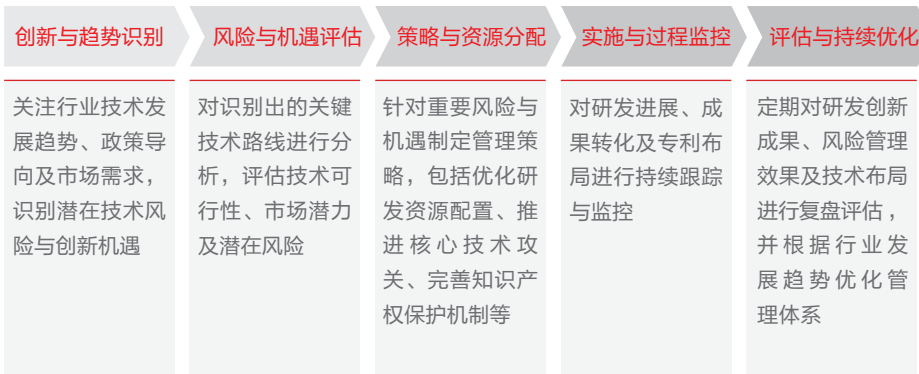 创新与趋势识别
关注行业技术发
展趋势、政策导
向及市场需求，
识别潜在技术风
险与创新机遇
风险与机遇评估
对识别出的关键
技术路线进行分
析，评估技术可
行性、市场潜力
及潜在风险
策略与资源分配
针对重要风险与
机遇制定管理策
略，包括优化研
发资源配置、推
进核心技术攻
关、完善知识产
权保护机制等
实施与过程监控
对研发进展、成
果转化及专利布
局进行持续跟踪
与监控
评估与持续优化
定期对研发创新
成果、风险管理
效果及技术布局
进行复盘评估，
并根据行业发
展趋势优化管
理体系